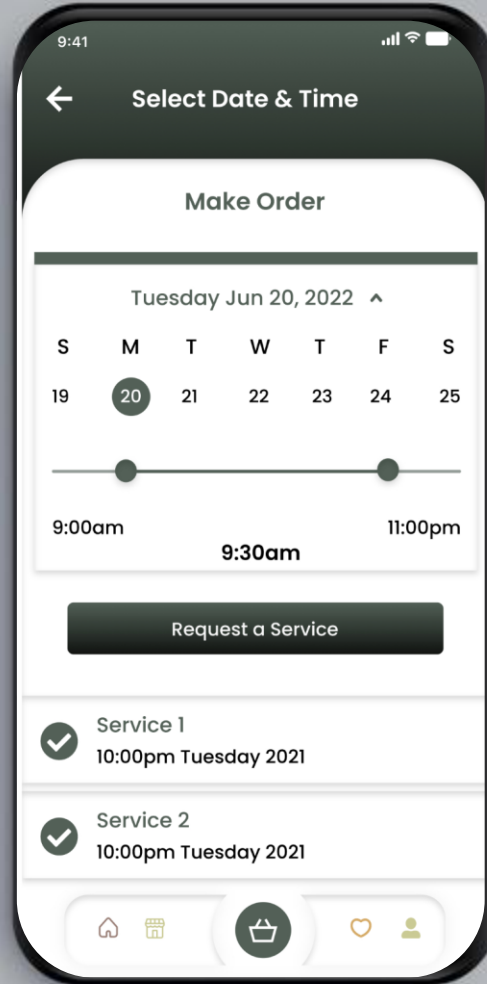 9:41
Select Date & Time
Make Order
Tuesday Jun 20, 2022
S M T W T F S
19 20 21 22 23 24 25
9:00am 11:00pm
9:30am
Request a Service
Service 1
10:00pm Tuesday 2021
Service 2
10:00pm Tuesday 2021